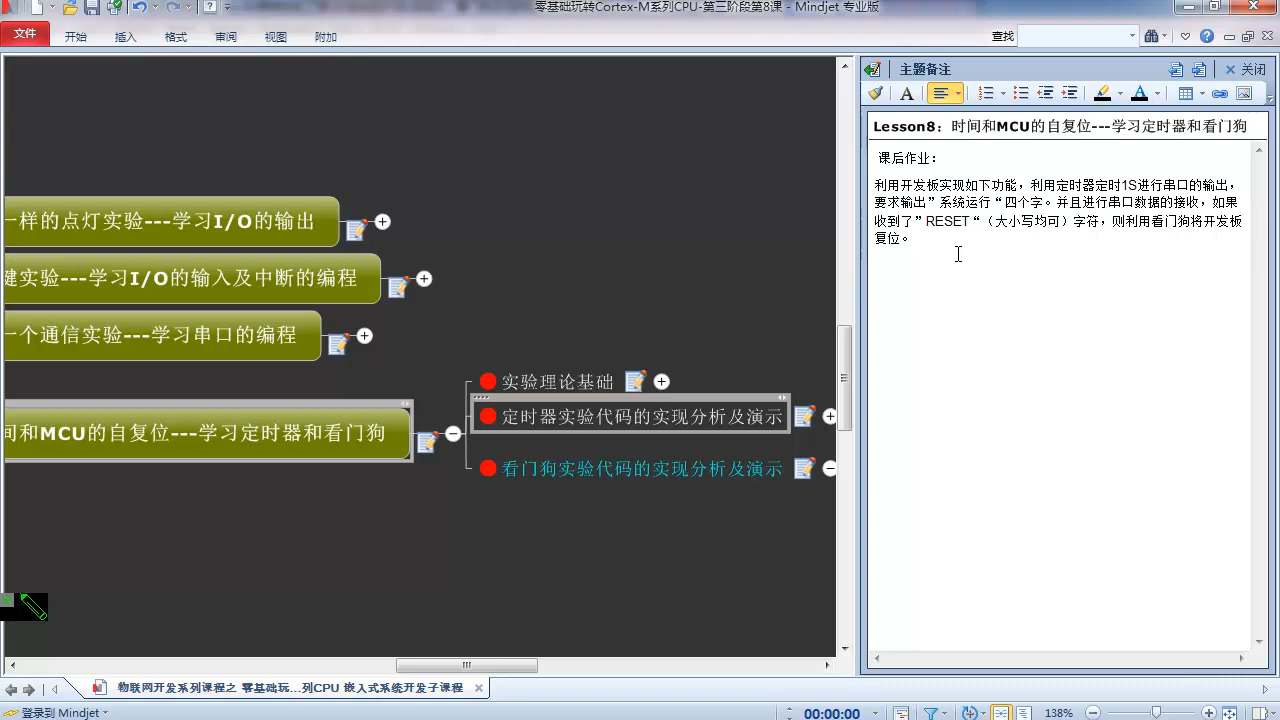 零基础玩转Cortex-M系列CPU-第三阶段第8课 - Mindjet 专业版
文件 开始 插入 格式 审阅 视图 附加 查找
主题备注 关闭
Lesson8：时间和MCU的自复位---学习定时器和看门狗
课后作业：
利用开发板实现如下功能，利用定时器定时1S进行串口的输出，
要求输出”系统运行“四个字。并且进行串口数据的接收，如果
收到了”RESET“（大小写均可）字符，则利用看门狗将开发板
复位。
一样的点灯实验---学习I/O的输出
键实验---学习I/O的输入及中断的编程
一个通信实验---学习串口的编程
间和MCU的自复位---学习定时器和看门狗
实验理论基础
定时器实验代码的实现分析及演示
看门狗实验代码的实现分析及演示
物联网开发系列课程之 零基础玩...列CPU 嵌入式系统开发子课程
登录到 Mindjet 00:00:00 138%